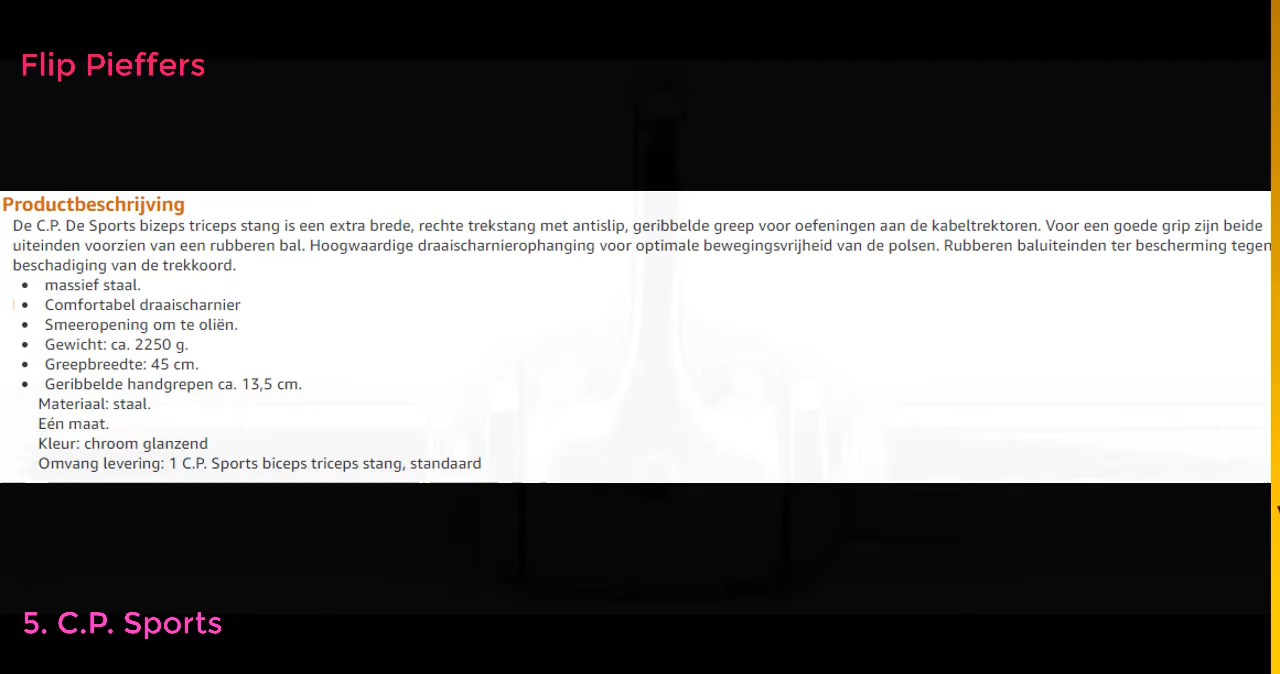 Flip Pieffers
Productbeschrijving
De C.P. De Sports bizeps triceps stang is een extra brede, rechte trekstang met antislip, geribbelde greep voor oefeningen aan de kabeltrektoren. Voor een goede grip zijn beide
uiteinden voorzien van een rubberen bal. Hoogwaardige draaischarnierophanging voor optimale bewegingsvrijheid van de polsen. Rubberen baluiteinden ter bescherming tegen
beschadiging van de trekkoord.
• massief staal.
• Comfortabel draaischarnier
• Smeeropening om te oliën.
• Gewicht: ca. 2250 g.
• Greepbreedte: 45 cm.
• Geribbelde handgrepen ca. 13,5 cm.
Materiaal: staal.
Eén maat.
Kleur: chroom glanzend
Omvang levering: 1 C.P. Sports biceps triceps stang, standaard
5. C.P. Sports